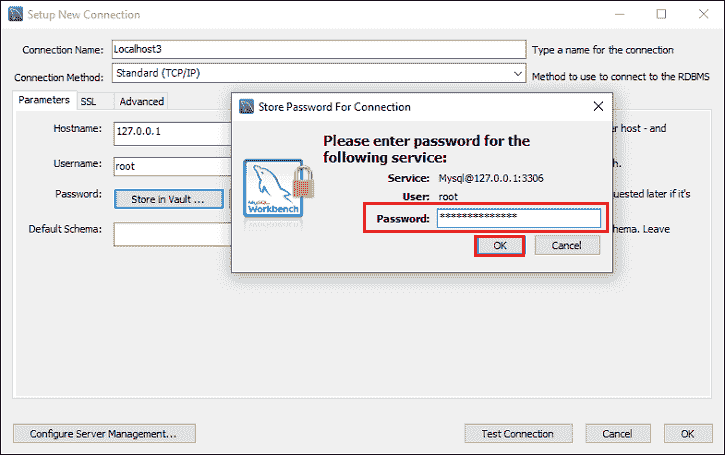 Setup New Connection
Connection Name: Localhost3 Type a name for the connection
Connection Method: Standard (TCP/IP) Method to use to connect to the RDBMS
Parameters SSL Advanced
Store Password For Connection
Please enter password for the
following service:
Service: Mysql@127.0.0.1:3306
User: root
Password: **************
OK Cancel
MySQL
Workbench
Hostname: 127.0.0.1 er host - and
Username: root h.
Password: Store in Vault ... uested later if it's
Default Schema: hema. Leave
Configure Server Management... Test Connection Cancel OK